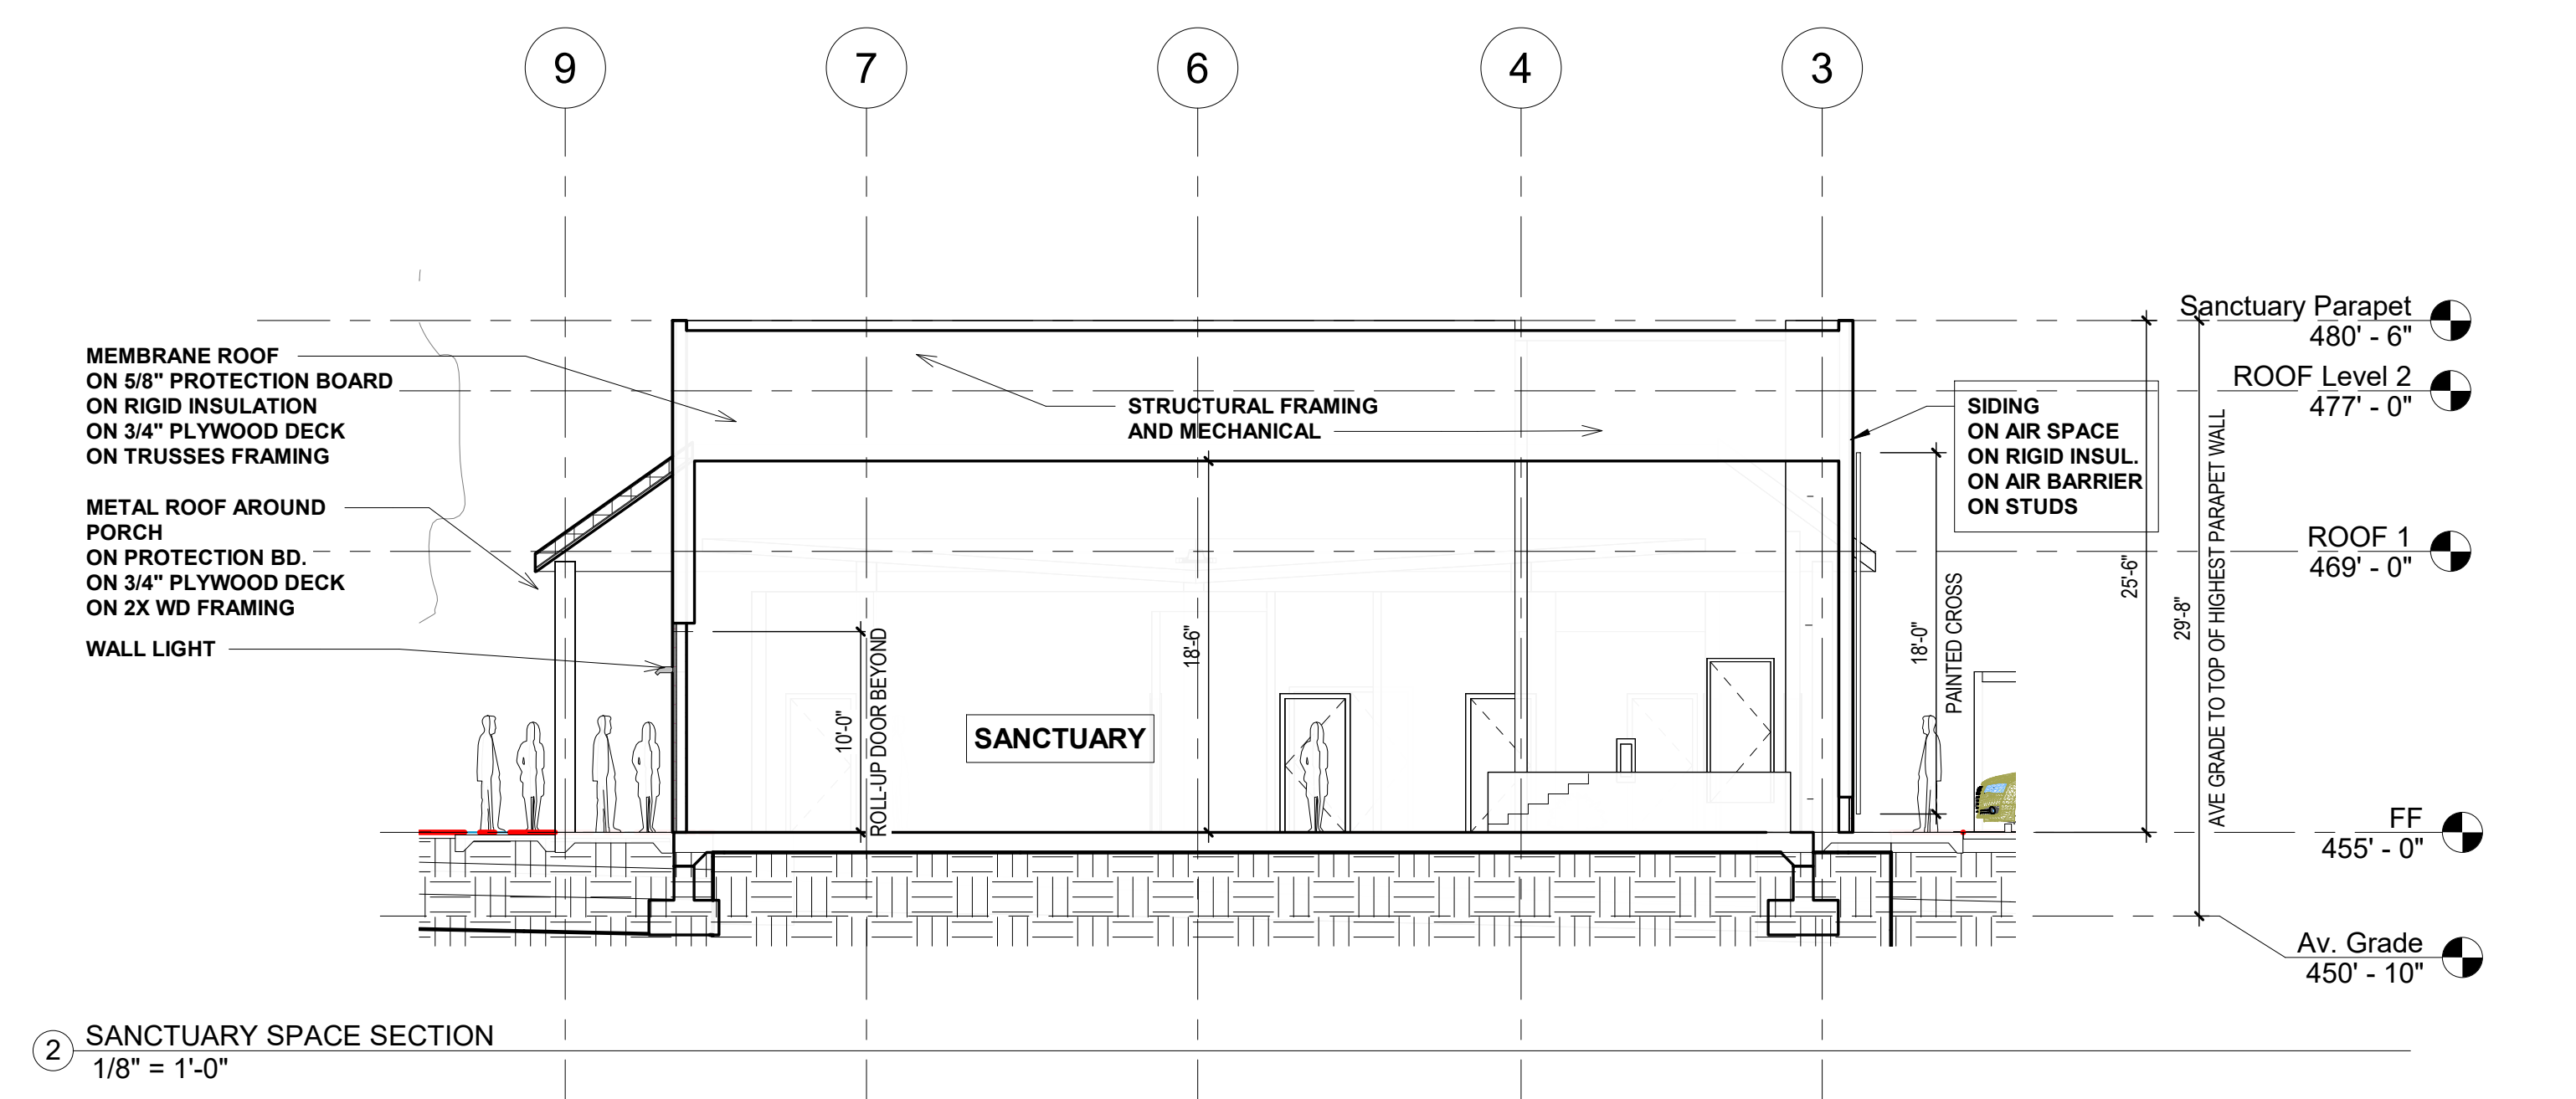 9
7
6
4
3
Sanctuary Parapet
480' - 6"
ROOF Level 2
477' - 0"
ROOF 1
469' - 0"
FF
455' - 0"
Av. Grade
450' - 10"
MEMBRANE ROOF
ON 5/8" PROTECTION BOARD
ON RIGID INSULATION
ON 3/4" PLYWOOD DECK
ON TRUSSES FRAMING
METAL ROOF AROUND
PORCH
ON PROTECTION BD.
ON 3/4" PLYWOOD DECK
ON 2X WD FRAMING
WALL LIGHT
STRUCTURAL FRAMING
AND MECHANICAL
SIDING
ON AIR SPACE
ON RIGID INSUL.
ON AIR BARRIER
ON STUDS
10'-0"
ROLL-UP DOOR BEYOND
SANCTUARY
18'-6"
18'-0"
PAINTED CROSS
25'-6"
29'-8"
AVE GRADE TO TOP OF HIGHEST PARAPET WALL
2
SANCTUARY SPACE SECTION
1/8" = 1'-0"